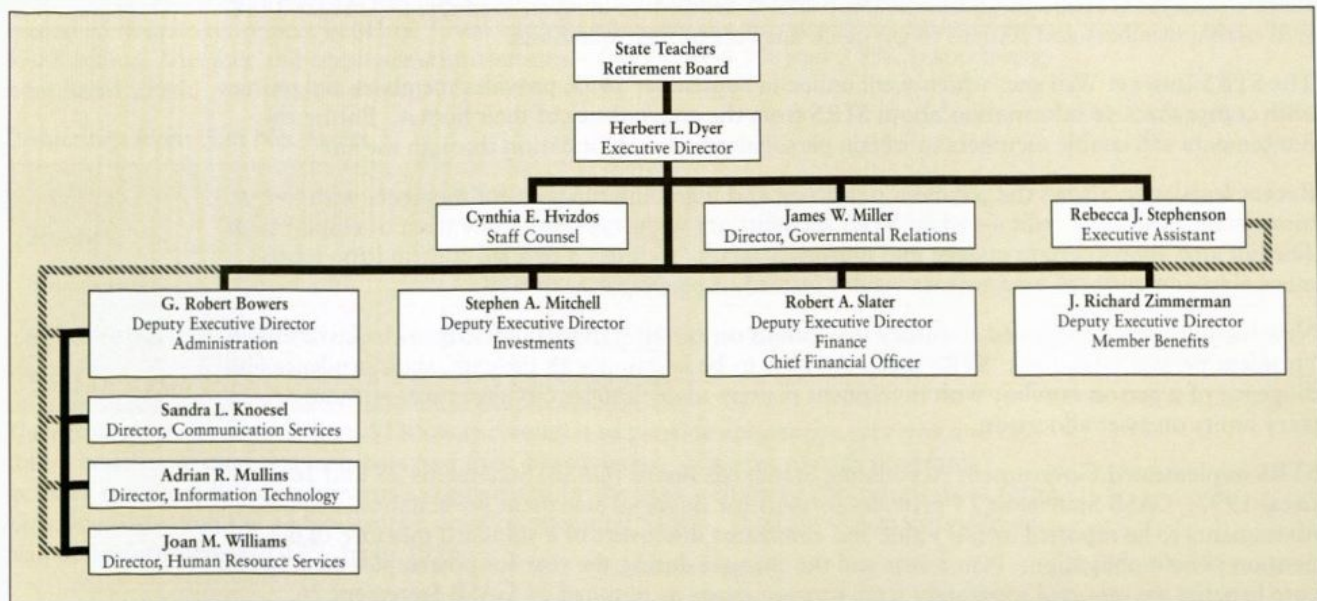 State Teachers
Retirement Board
Herbert L. Dyer
Executive Director
Cynthia E. Hvizdos
Staff Counsel
James W. Miller
Director, Governmental Relations
Rebecca J. Stephenson
Executive Assistant
G. Robert Bowers
Deputy Executive Director
Administration
Stephen A. Mitchell
Deputy Executive Director
Investments
Robert A. Slater
Deputy Executive Director
Finance
Chief Financial Officer
J. Richard Zimmerman
Deputy Executive Director
Member Benefits
Sandra L. Knoesel
Director, Communication Services
Adrian R. Mullins
Director, Information Technology
Joan M. Williams
Director, Human Resource Services